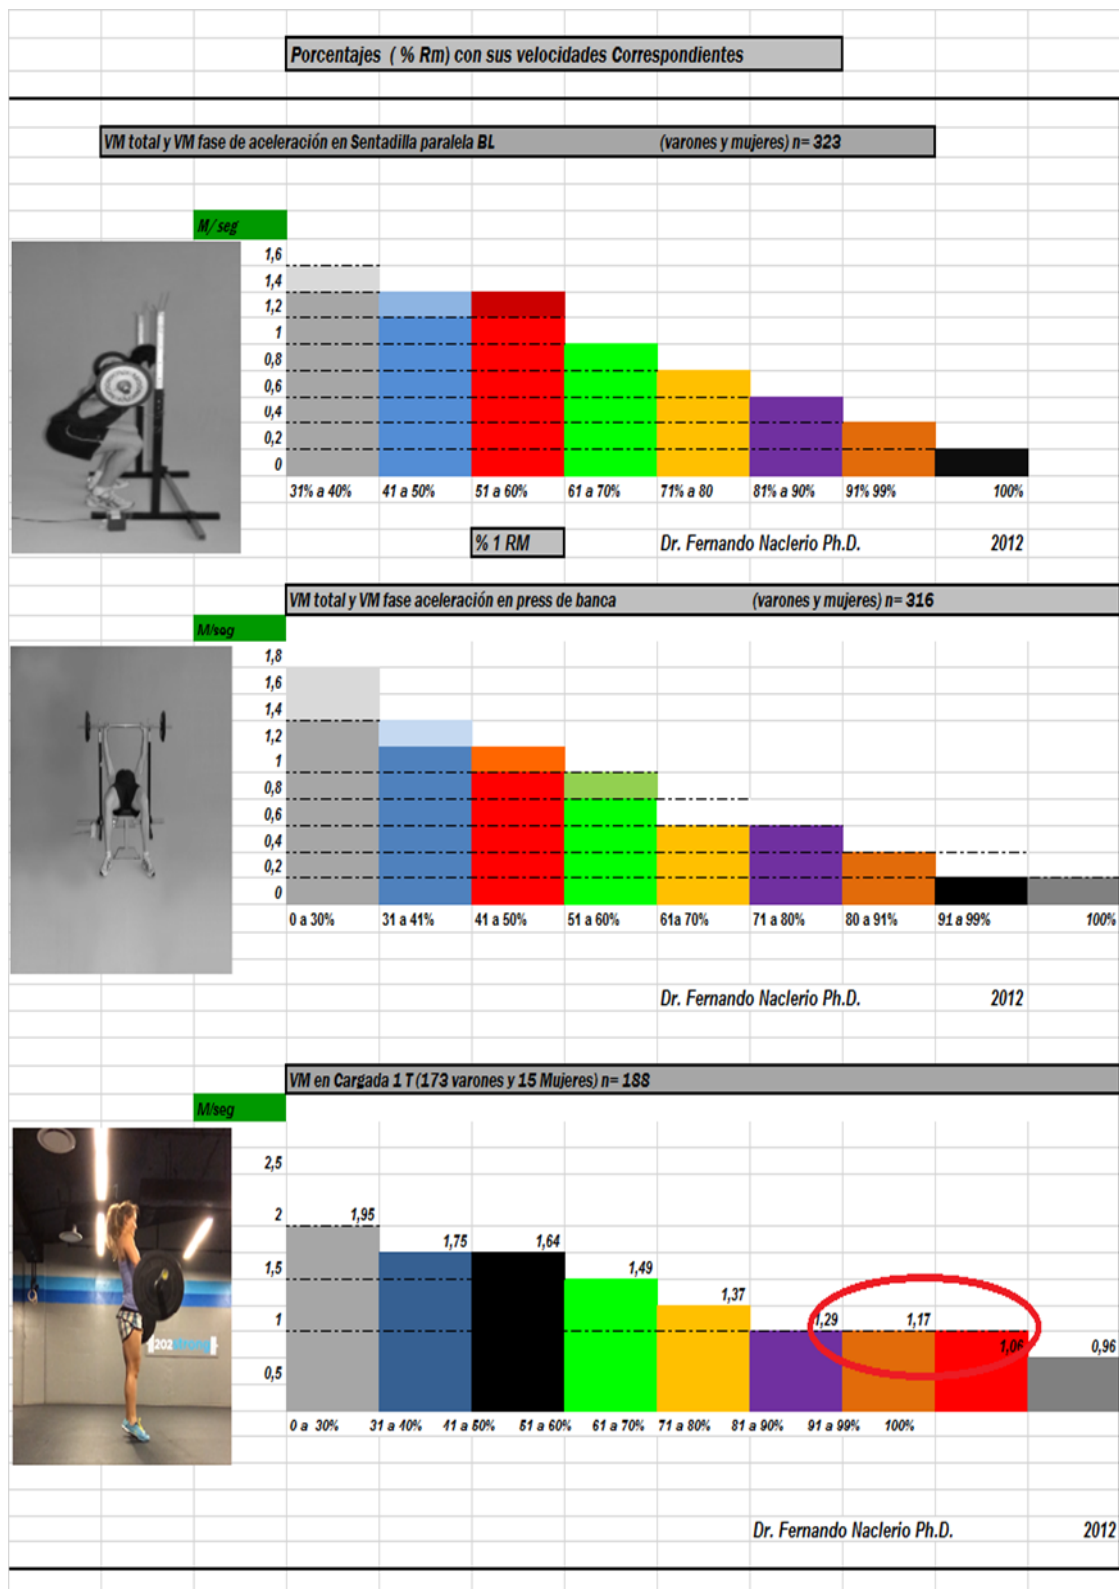 Porcentajes ( % Rm) con sus velocidades Correspondientes
VM total y VM fase de aceleración en Sentadilla paralela BL (varones y mujeres) n= 323
M/ seg
1,6
1,4
1,2
1
0,8
0,6
0,4
0,2
0
31% a 40% 41 a 50% 51 a 60% 61 a 70% 71% a 80 81% a 90% 91% 99% 100%
% 1 RM Dr. Fernando Naclerio Ph.D. 2012
VM total y VM fase aceleración en press de banca (varones y mujeres) n= 316
M/seg
1,8
1,6
1,4
1,2
1
0,8
0,6
0,4
0,2
0
0 a 30% 31 a 41% 41 a 50% 51 a 60% 61a 70% 71 a 80% 80 a 91% 91 a 99% 100%
Dr. Fernando Naclerio Ph.D. 2012
VM en Cargada 1 T (173 varones y 15 Mujeres) n= 188
M/seg
2,5
2
1,5
1
0,5
1,95
1,75
1,64
1,49
1,37
1,29
1,17
1,06
0,96
202strong
0 a 30% 31 a 40% 41 a 50% 51 a 60% 61 a 70% 71 a 80% 81 a 90% 91 a 99% 100%
Dr. Fernando Naclerio Ph.D. 2012